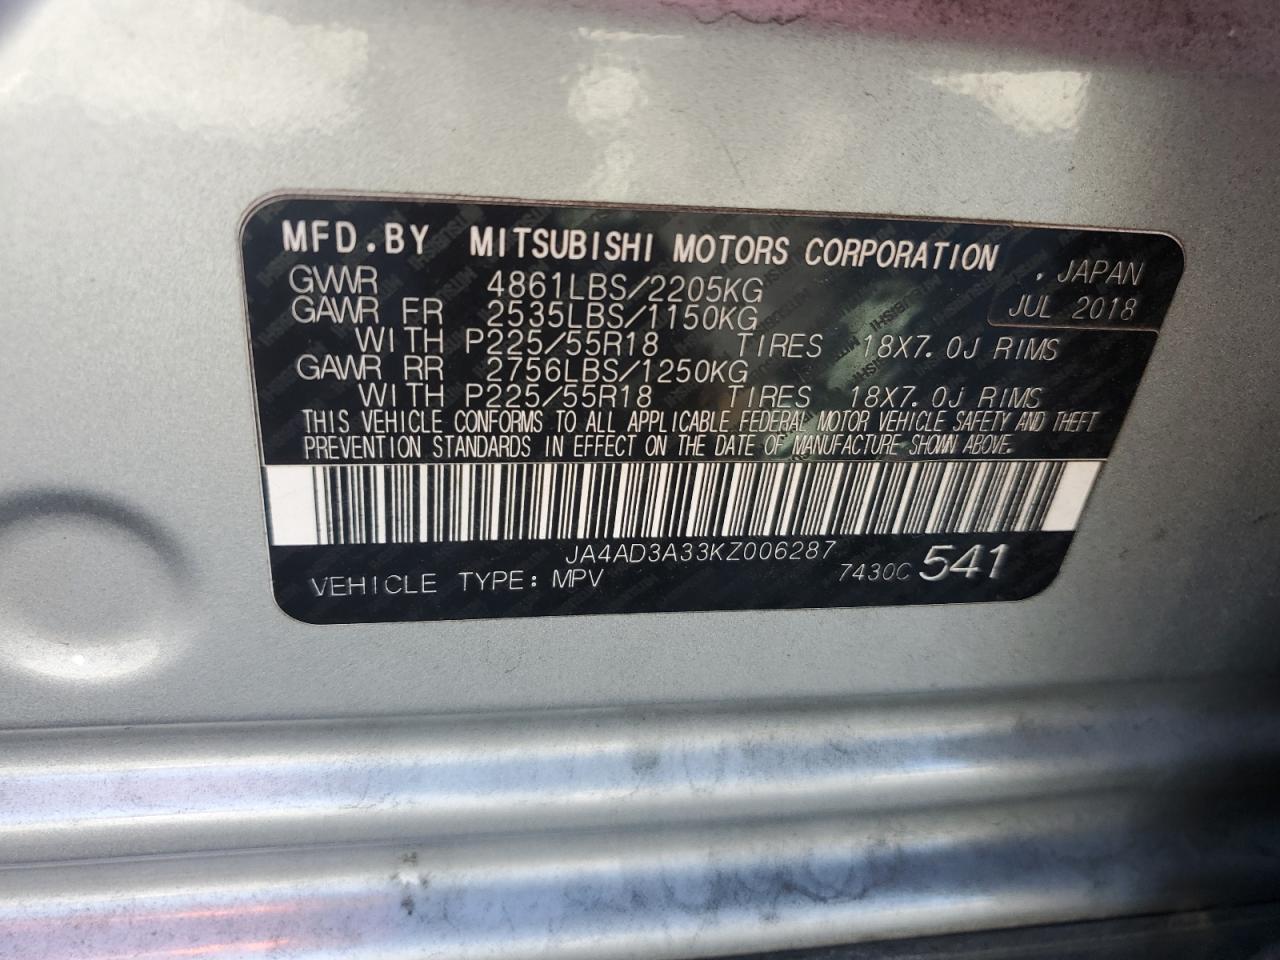 MFD.BY MITSUBISHI MOTORS CORPORATION
. JAPAN
JUL 2018
GVWR 4861LBS/2205KG
GAWR FR 2535LBS/1150KG
WITH P225/55R18 TIRES 18X7.0J RIMS
GAWR RR 2756LBS/1250KG
WITH P225/55R18 TIRES 18X7.0J RIMS
THIS VEHICLE CONFORMS TO ALL APPLICABLE FEDERAL MOTOR VEHICLE SAFETY AND THEFT
PREVENTION STANDARDS IN EFFECT ON THE DATE OF MANUFACTURE SHOWN ABOVE.
JA4AD3A33KZ006287
VEHICLE TYPE: MPV 7430C 541